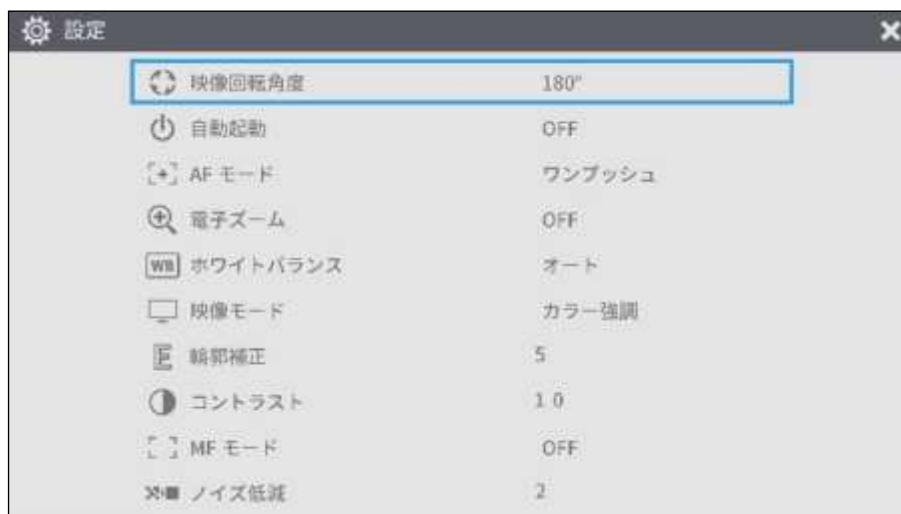 設定
映像回転角度 180°
自動起動 OFF
AF モード ワンプッシュ
電子ズーム OFF
WB ホワイトバランス オート
映像モード カラー強調
E 輪郭補正 5
コントラスト 10
MF モード OFF
ノイズ低減 2